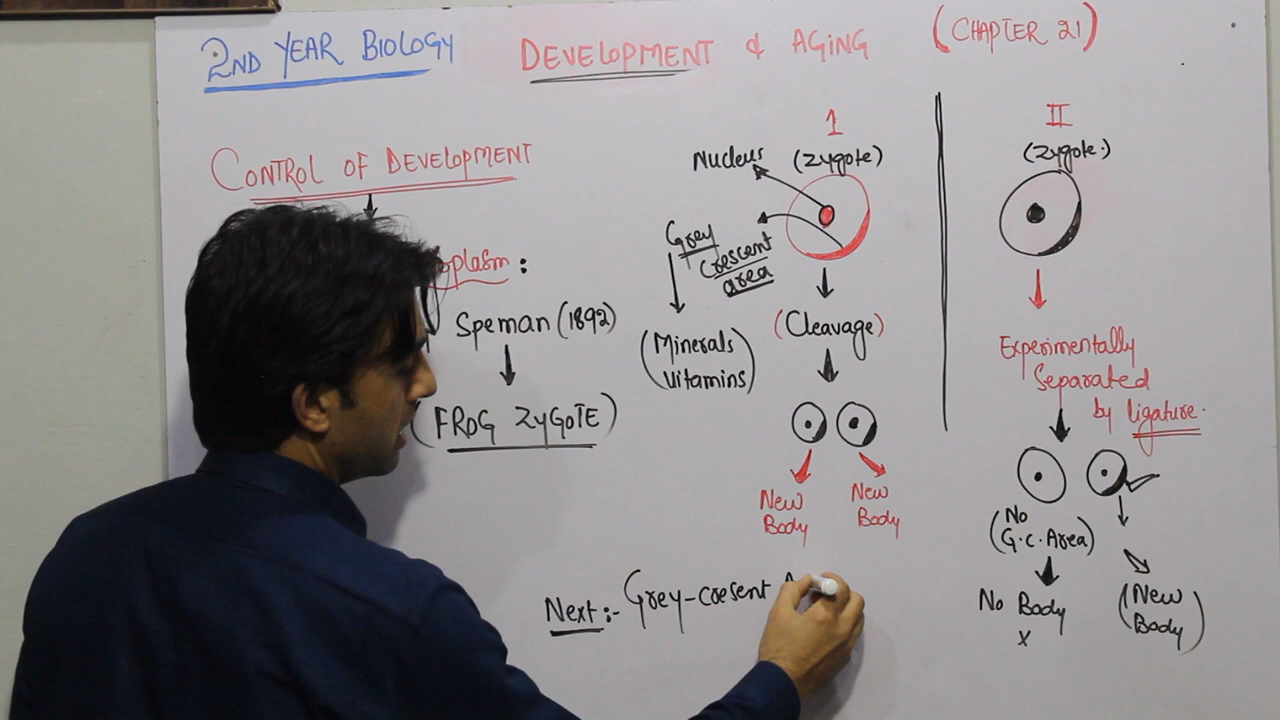 2ND YEAR BIOLOGY DEVELOPMENT & AGING (CHAPTER 21)
CONTROL OF DEVELOPMENT
oplasm :
Speman (1892)
(FROG ZYGOTE)
1
(Zygote)
Nucleus
Grey
Crescent
area
(Minerals
Vitamins)
(Cleavage)
New
Body
New
Body
II
(Zygote.)
Experimentally
Separated
by ligature.
No
(G.C.Area)
No Body
x
(New
Body)
Next:- Grey-cresent A